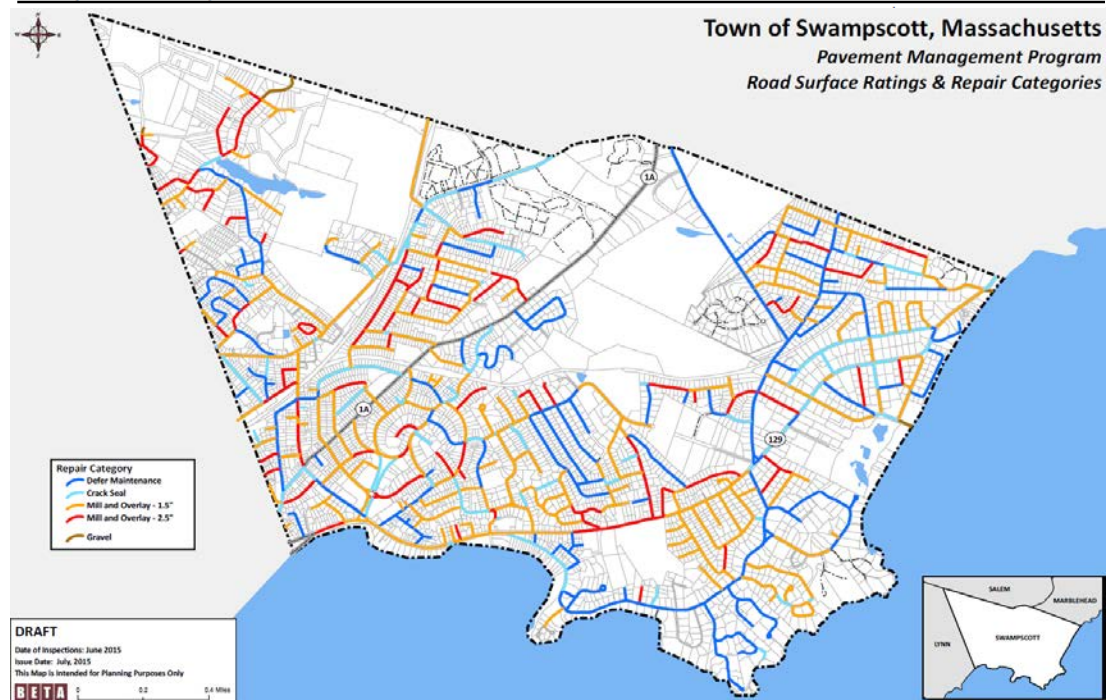 Town of Swampscott, Massachusetts
Pavement Management Program
Road Surface Ratings & Repair Categories
1A
1A
129
Repair Category
Defer Maintenance
Crack Seal
Mill and Overlay - 1.5"
Mill and Overlay - 2.5"
Gravel
DRAFT
Date of Inspections: June 2015
Issue Date: July, 2015
This Map is Intended for Planning Purposes Only
BETA
0 0.2 0.4 Miles
SALEM
MARBLEHEAD
SWAMPSCOTT
LYNN